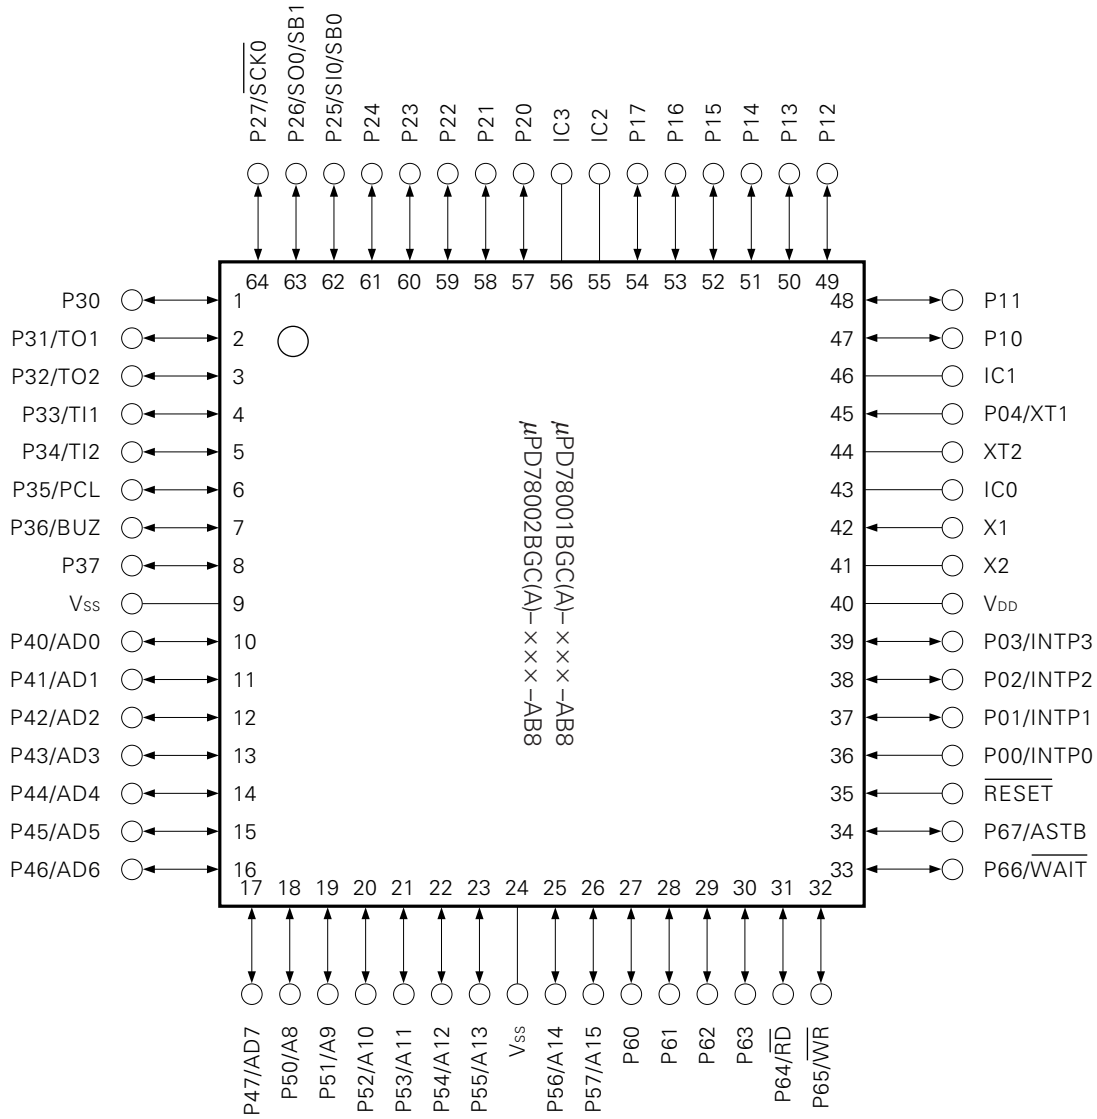 P27/SCK0
P26/SO0/SB1
P25/SI0/SB0
P24
P23
P22
P21
P20
IC3
IC2
P17
P16
P15
P14
P13
P12
64 63 62 61 60 59 58 57 56 55 54 53 52 51 50 49
P30 1 48 P11
P31/TO1 2 47 P10
P32/TO2 3 46 IC1
P33/TI1 4 45 P04/XT1
P34/TI2 5 44 XT2
P35/PCL 6 43 IC0
P36/BUZ 7 42 X1
P37 8 41 X2
VSS 9 40 VDD
P40/AD0 10 39 P03/INTP3
P41/AD1 11 38 P02/INTP2
P42/AD2 12 37 P01/INTP1
P43/AD3 13 36 P00/INTP0
P44/AD4 14 35 RESET
P45/AD5 15 34 P67/ASTB
P46/AD6 16 33 P66/WAIT
μPD78001BGC(A)–×××–AB8
μPD78002BGC(A)–×××–AB8
17 18 19 20 21 22 23 24 25 26 27 28 29 30 31 32
P47/AD7
P50/A8
P51/A9
P52/A10
P53/A11
P54/A12
P55/A13
VSS
P56/A14
P57/A15
P60
P61
P62
P63
P64/RD
P65/WR